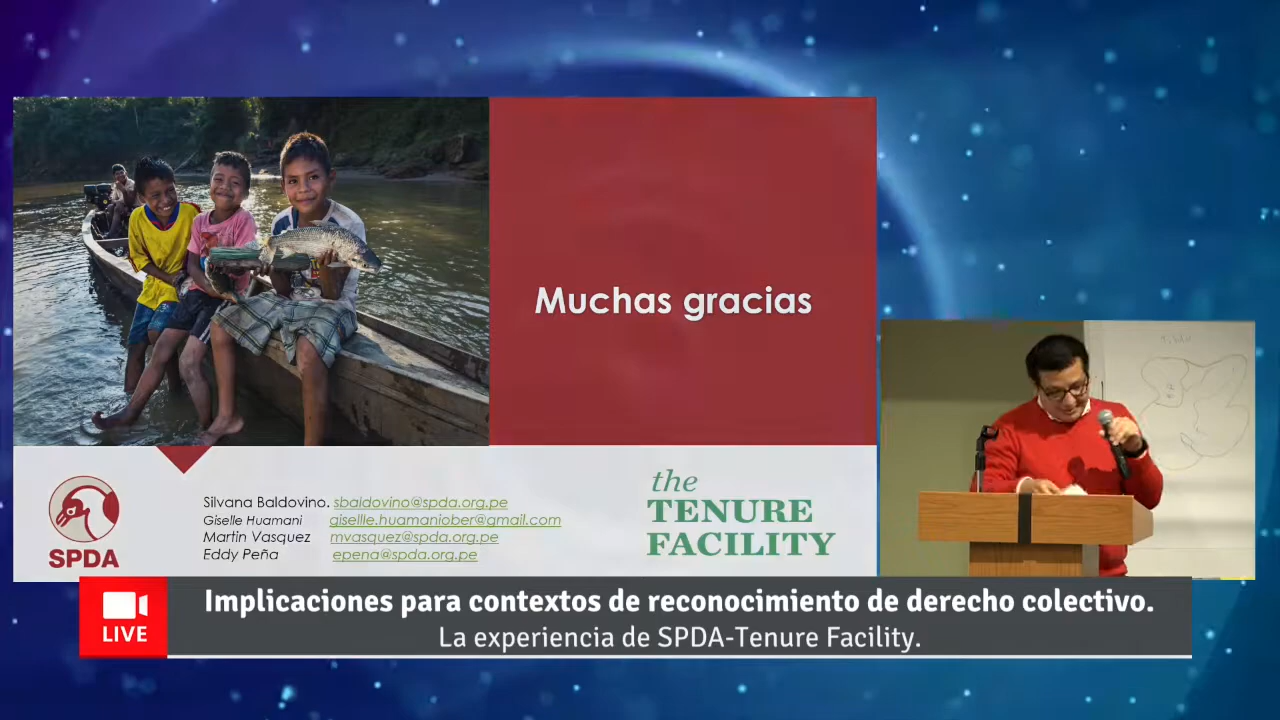 Muchas gracias
SPDA
Silvana Baldovino. sbaldovino@spda.org.pe
Giselle Huamani giselle.huamaniober@gmail.com
Martin Vasquez mvasquez@spda.org.pe
Eddy Peña epena@spda.org.pe
the
TENURE
FACILITY
LIVE
Implicaciones para contextos de reconocimiento de derecho colectivo.
La experiencia de SPDA-Tenure Facility.